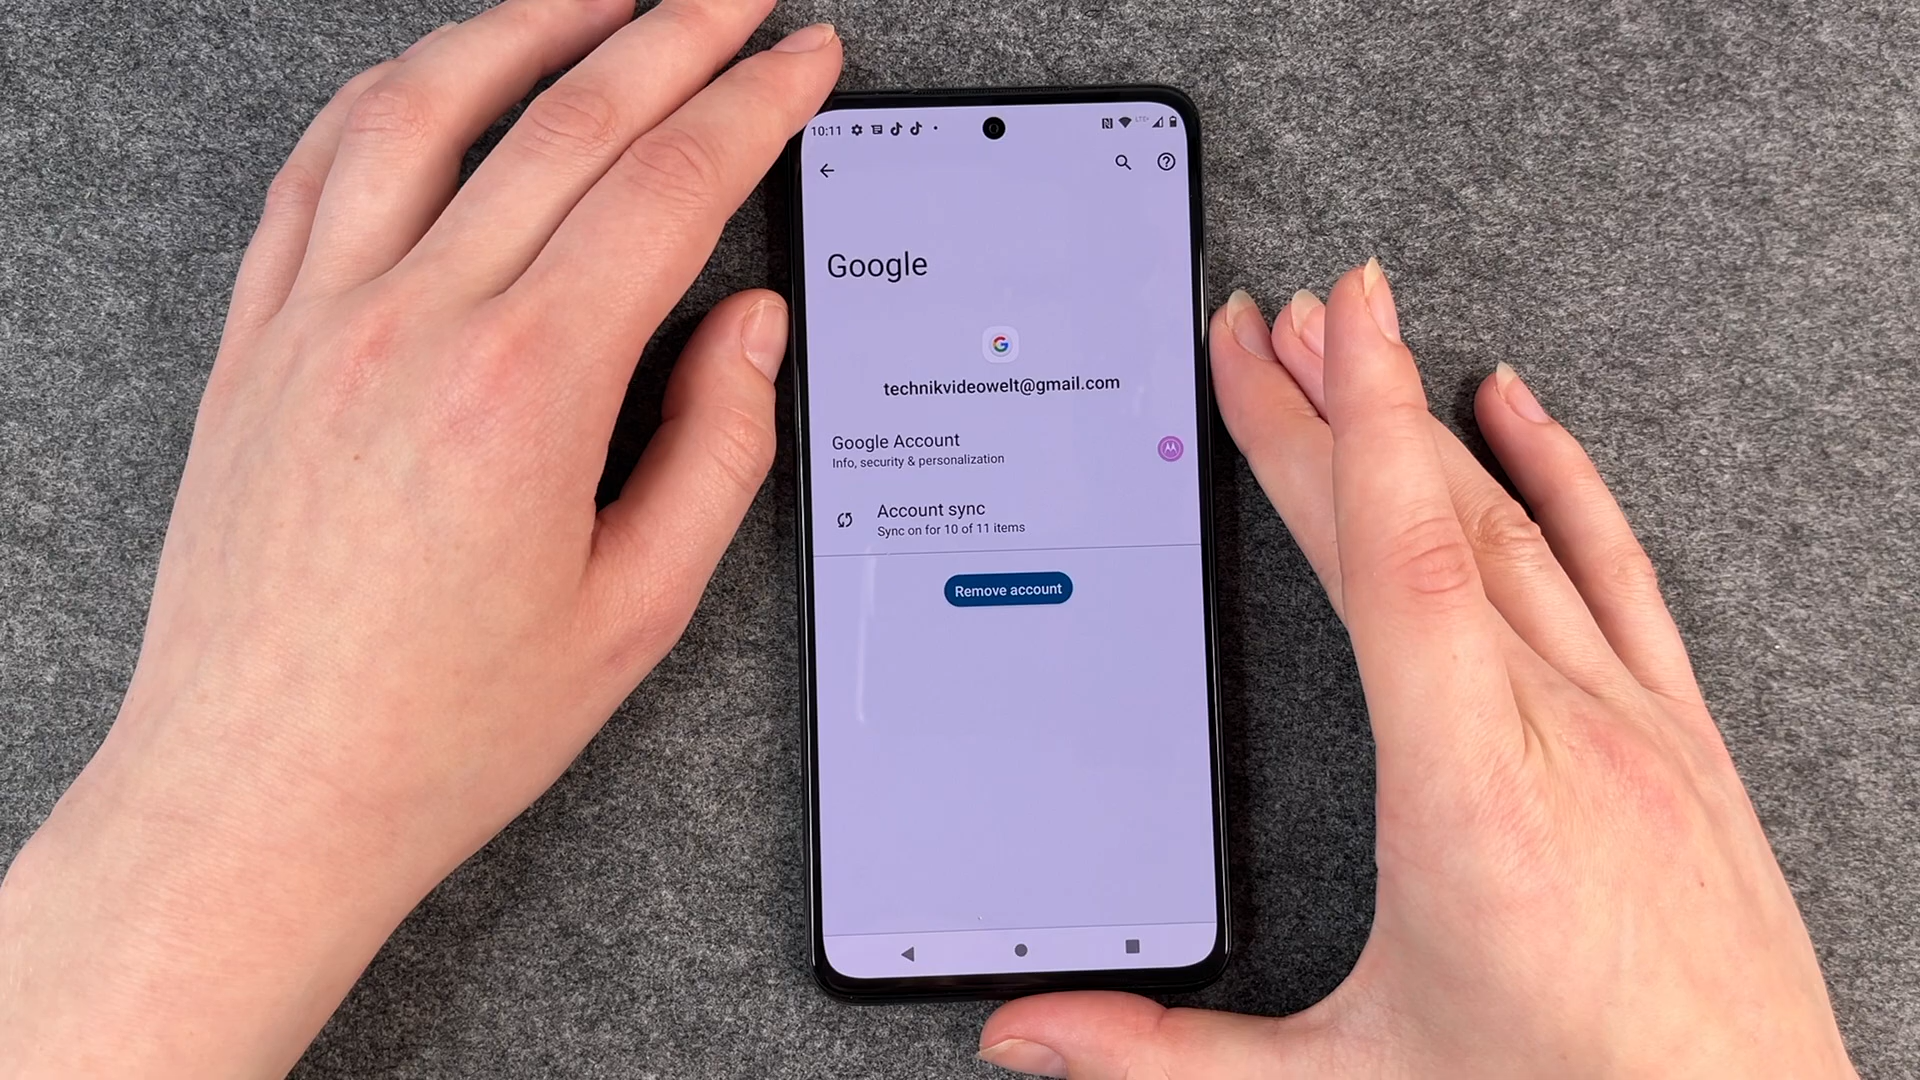 10:11
LTE+
Google
technikvideowelt@gmail.com
Google Account
Info, security & personalization
Account sync
Sync on for 10 of 11 items
Remove account